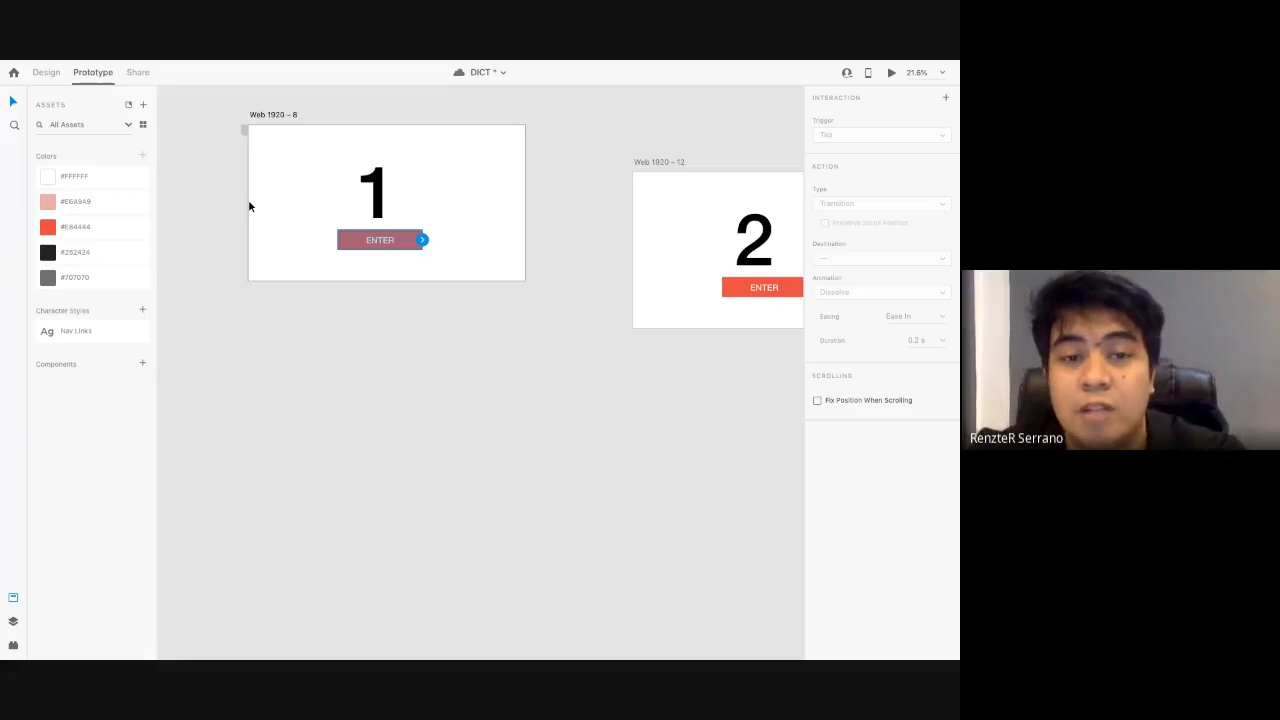 Design
Prototype
Share
DICT *
21.6%
ASSETS
All Assets
Colors
#FFFFFF
#E6A9A9
#E64444
#252424
#707070
Character Styles
Ag Nav Links
Components
Web 1920 – 8
1
ENTER
Web 1920 – 12
2
ENTER
INTERACTION
Trigger
Tap
ACTION
Type
Transition
Preserve Scroll Position
Destination
—
Animation
Dissolve
Easing Ease In
Duration 0.2 s
SCROLLING
Fix Position When Scrolling
RenzteR Serrano